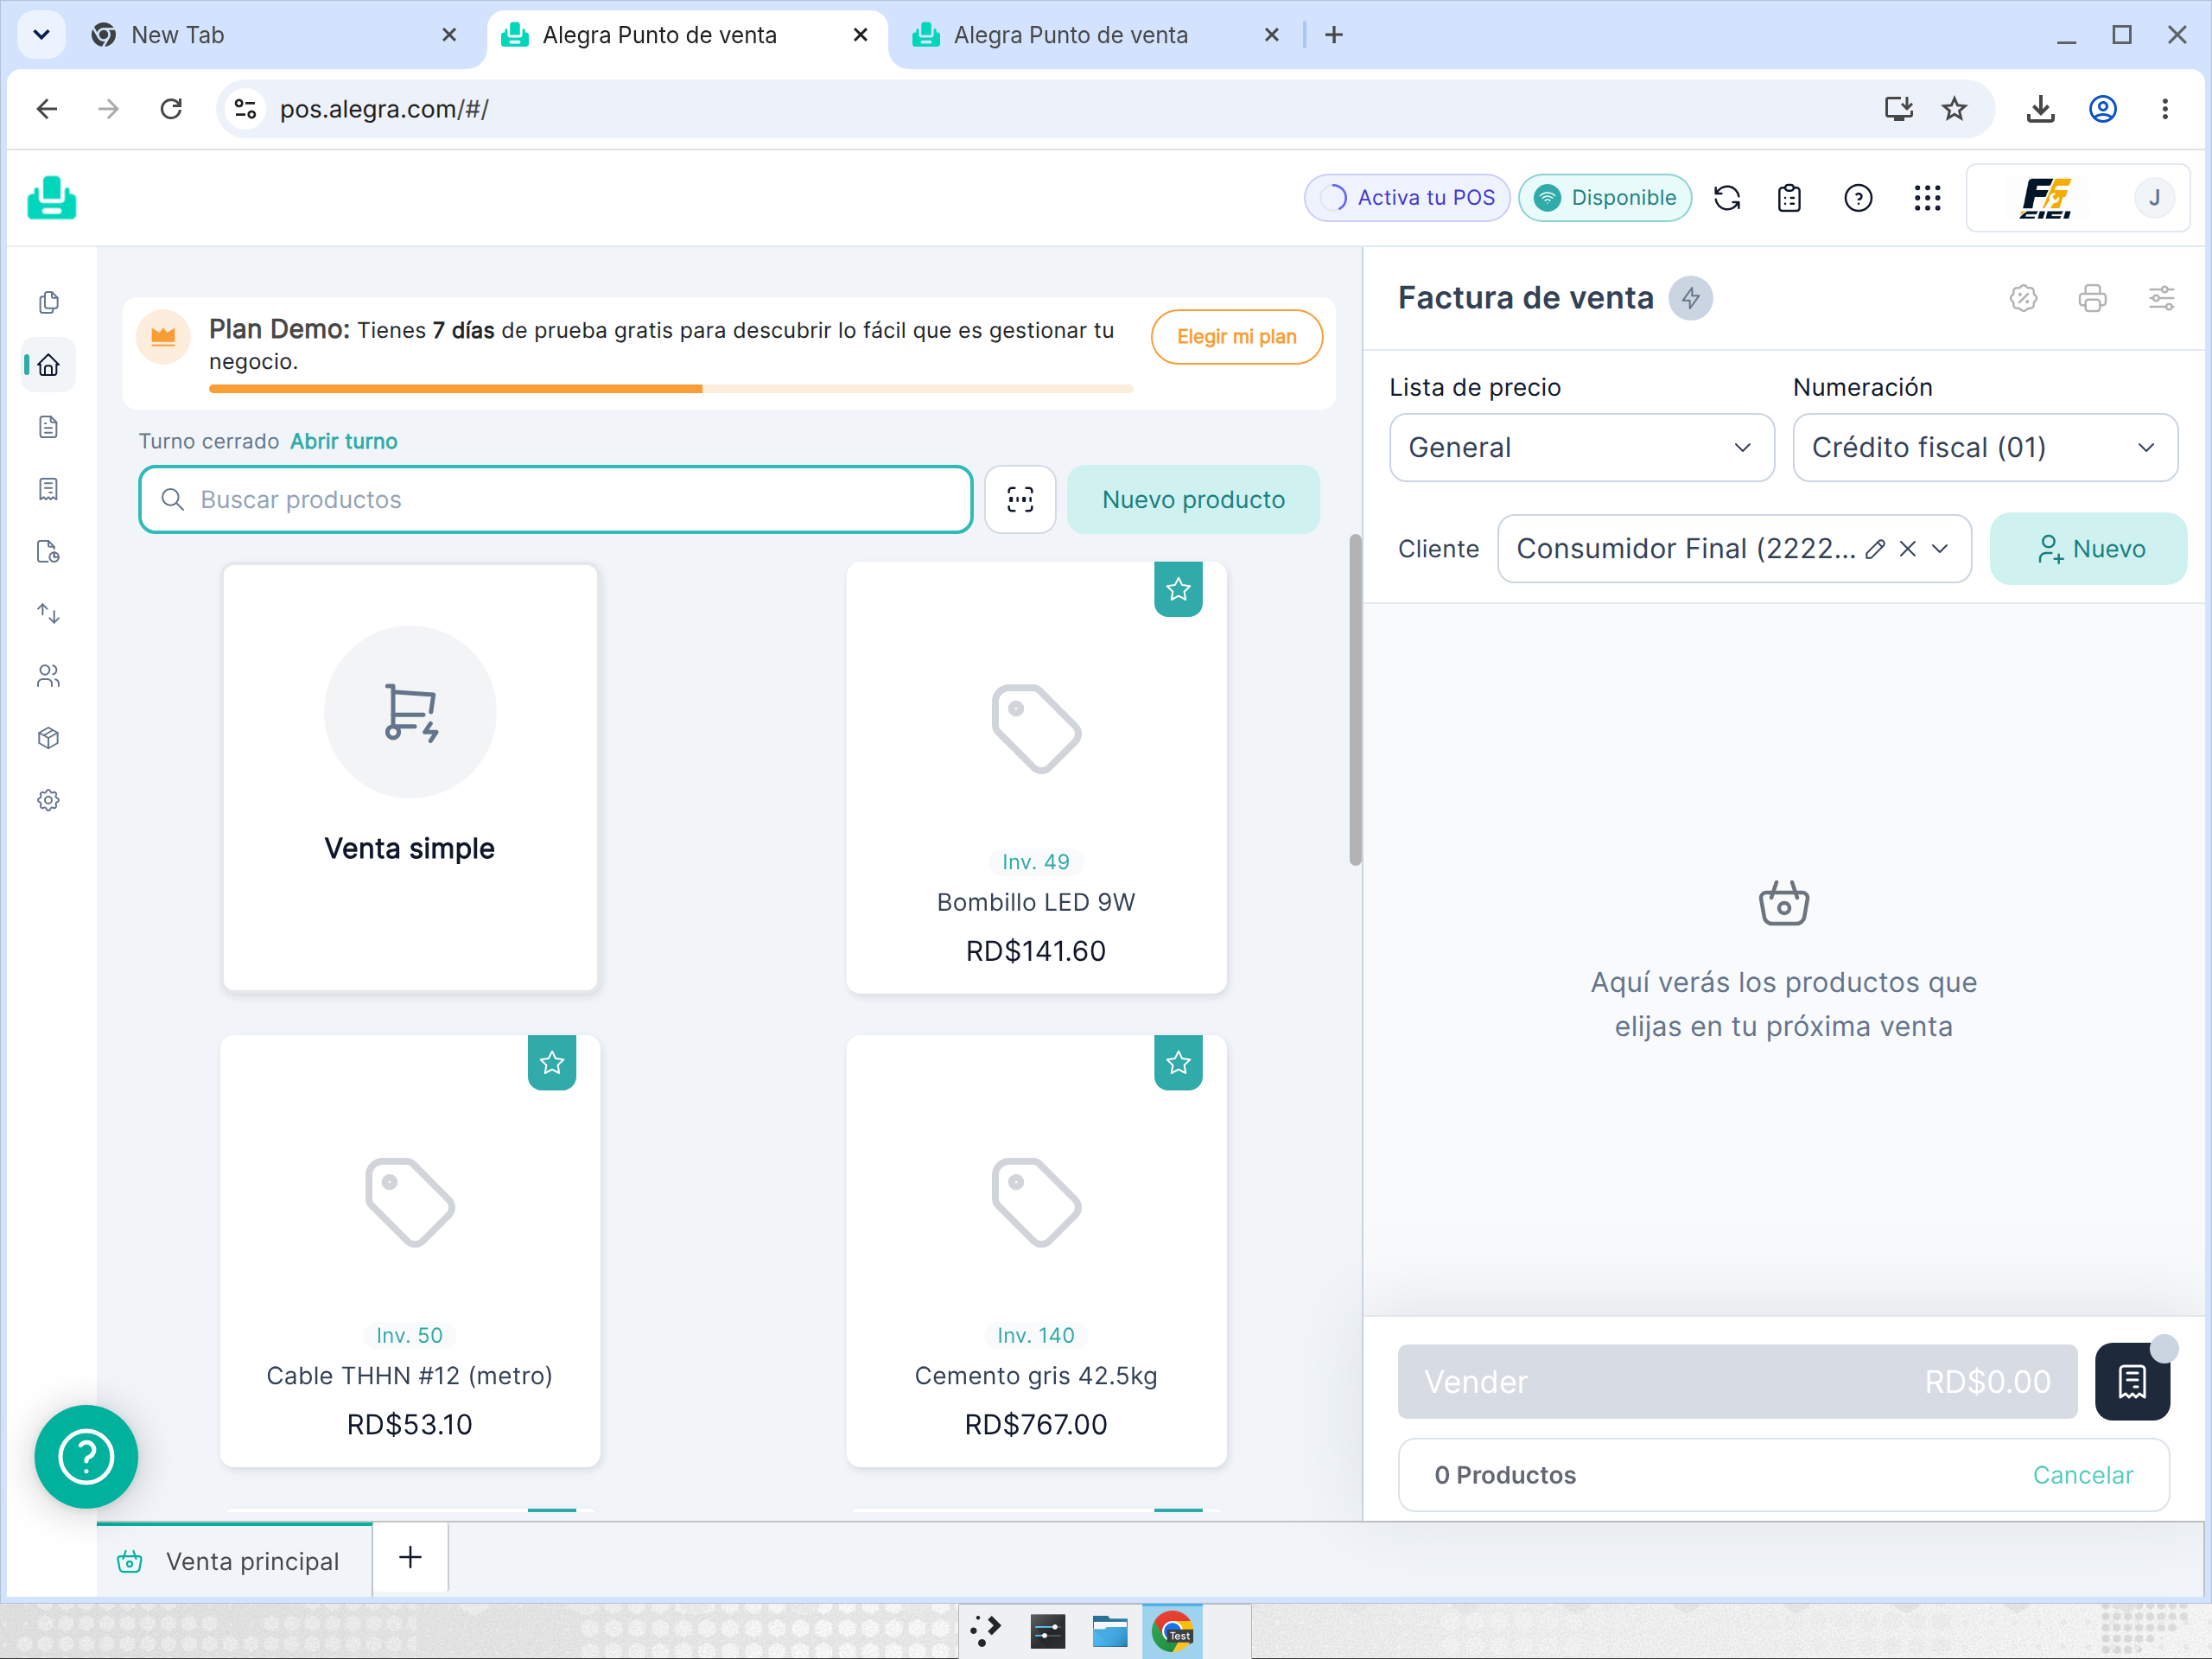 New Tab
Alegra Punto de venta
Alegra Punto de venta
pos.alegra.com/#/
Activa tu POS
Disponible
J
Plan Demo: Tienes 7 días de prueba gratis para descubrir lo fácil que es gestionar tu
negocio.
Elegir mi plan
Turno cerrado Abrir turno
Buscar productos
Nuevo producto
Venta simple
Inv. 49
Bombillo LED 9W
RD$141.60
Inv. 50
Cable THHN #12 (metro)
RD$53.10
Inv. 140
Cemento gris 42.5kg
RD$767.00
Factura de venta
Lista de precio
Numeración
General
Crédito fiscal (01)
Cliente
Consumidor Final (2222...
Nuevo
Aquí verás los productos que
elijas en tu próxima venta
Vender
RD$0.00
0 Productos
Cancelar
Venta principal
Test